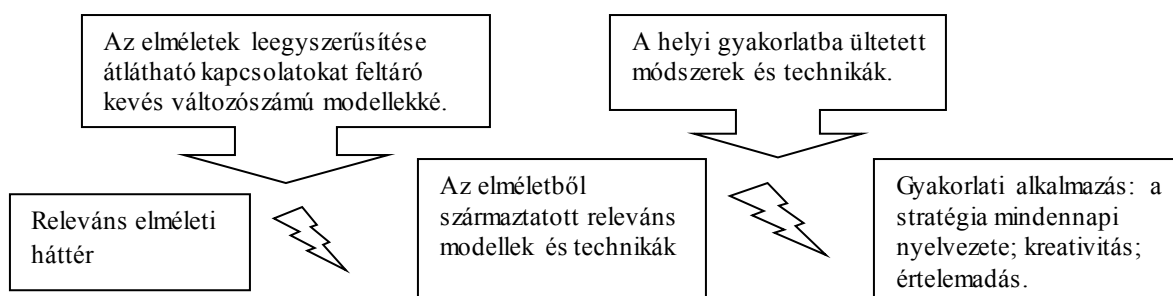 Az elméletek leegyszerűsítése
átlátható kapcsolatokat feltáró
kevés változószámú modellekké.
A helyi gyakorlatba ültetett
módszerek és technikák.
Releváns elméleti
háttér
Az elméletből
származtatott releváns
modellek és technikák
Gyakorlati alkalmazás: a
stratégia mindennapi
nyelvezete; kreativitás;
értelemadás.